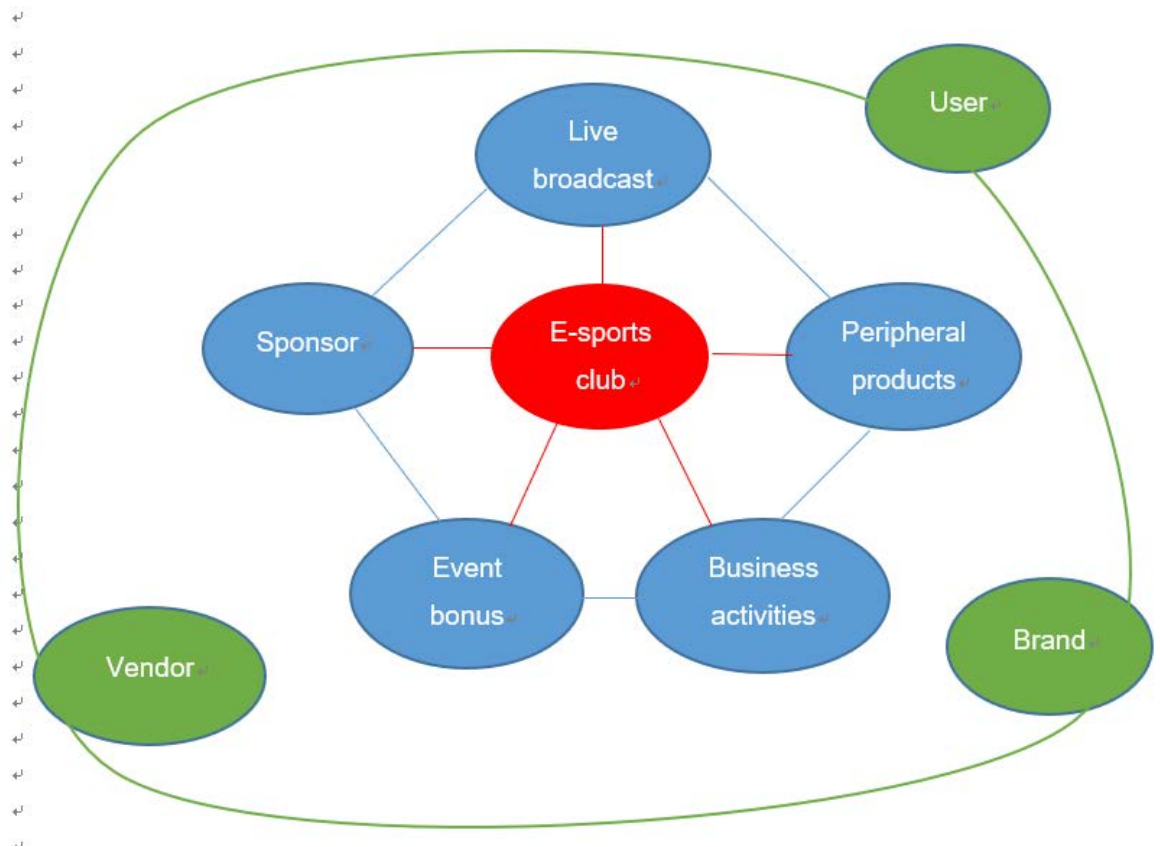 User
Live
broadcast
Sponsor
E-sports
club
Peripheral
products
Event
bonus
Business
activities
Vendor
Brand